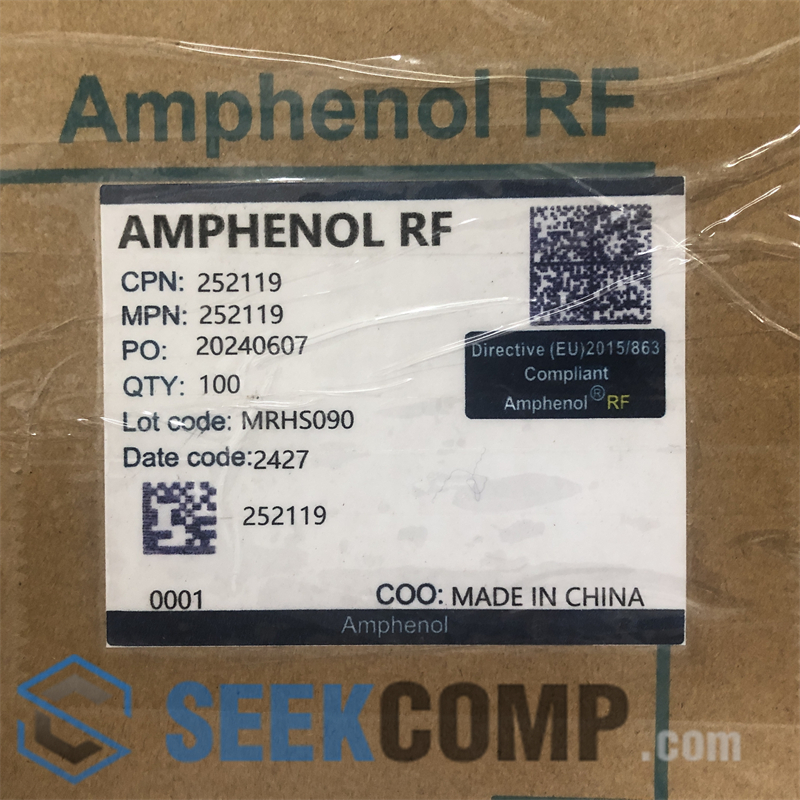 Amphenol RF
AMPHENOL RF
CPN: 252119
MPN: 252119
PO: 20240607
QTY: 100
Lot code: MRHS090
Date code:2427
Directive (EU)2015/863
Compliant
Amphenol® RF
252119
0001
COO: MADE IN CHINA
Amphenol
SEEKCOMP.com